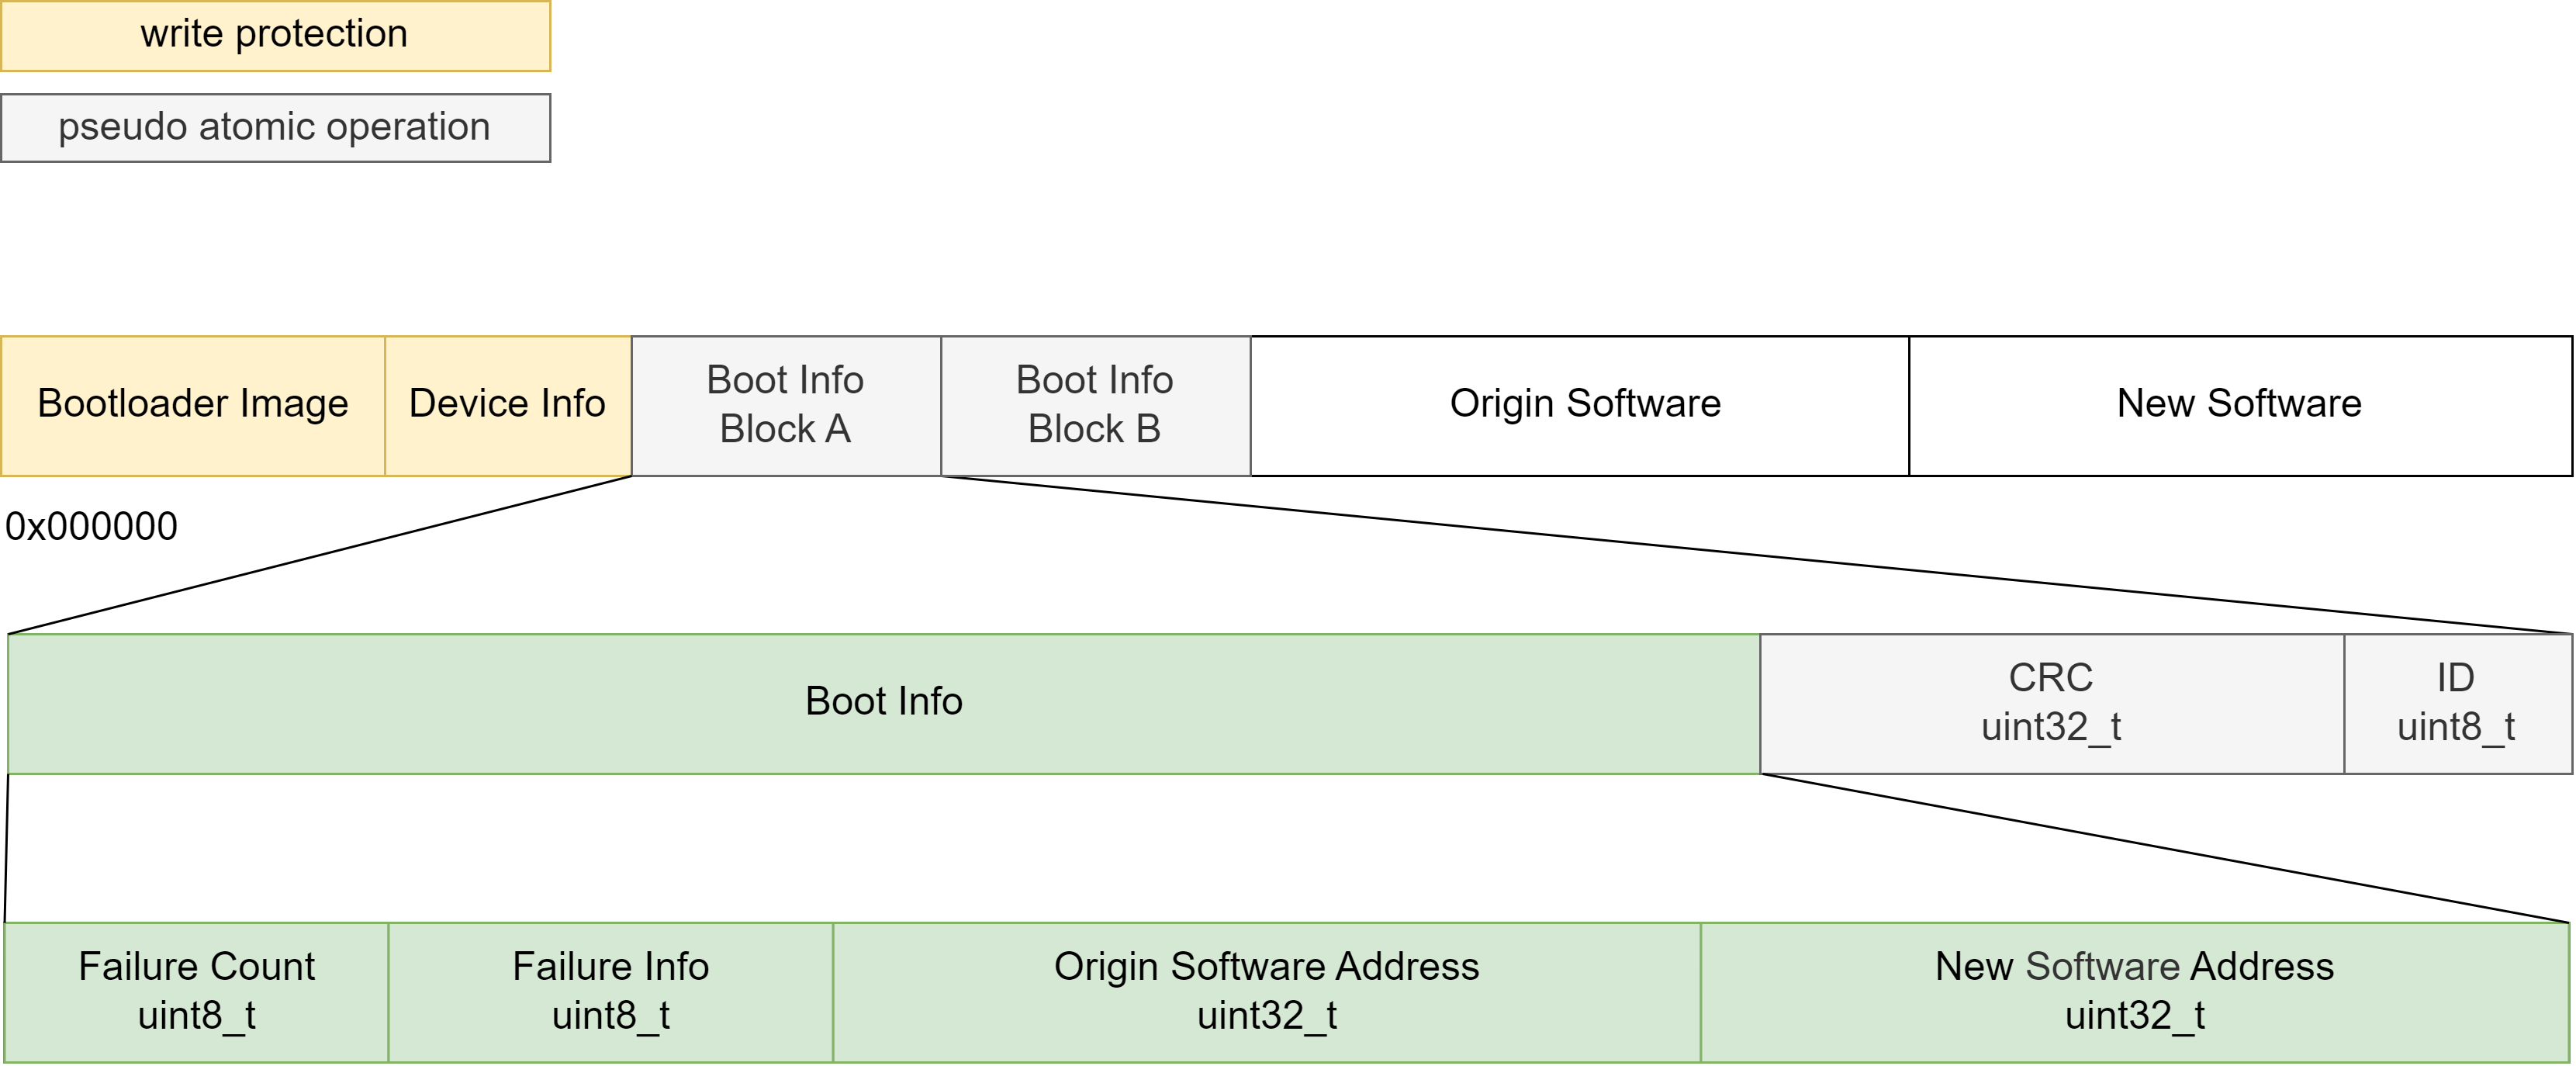 write protection
pseudo atomic operation
Bootloader Image
Device Info
Boot Info
Block A
Boot Info
Block B
Origin Software
New Software
0x000000
Boot Info
CRC
uint32_t
ID
uint8_t
Failure Count
uint8_t
Failure Info
uint8_t
Origin Software Address
uint32_t
New Software Address
uint32_t